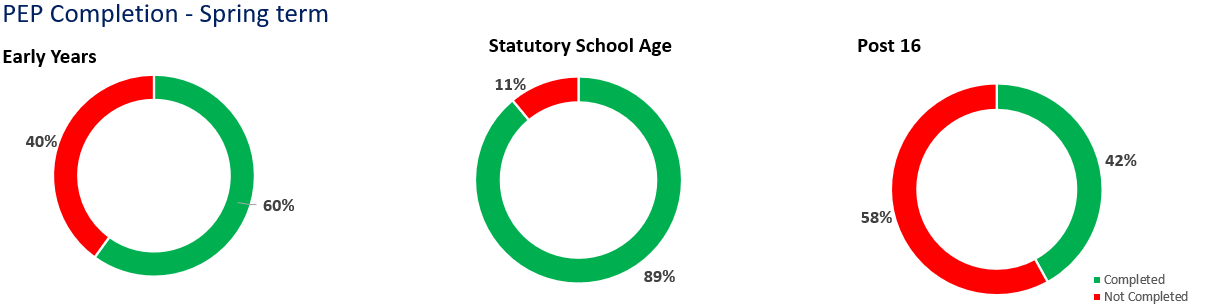 PEP Completion - Spring term
Early Years
40%
60%
Statutory School Age
11%
89%
Post 16
42%
58%
Completed
Not Completed